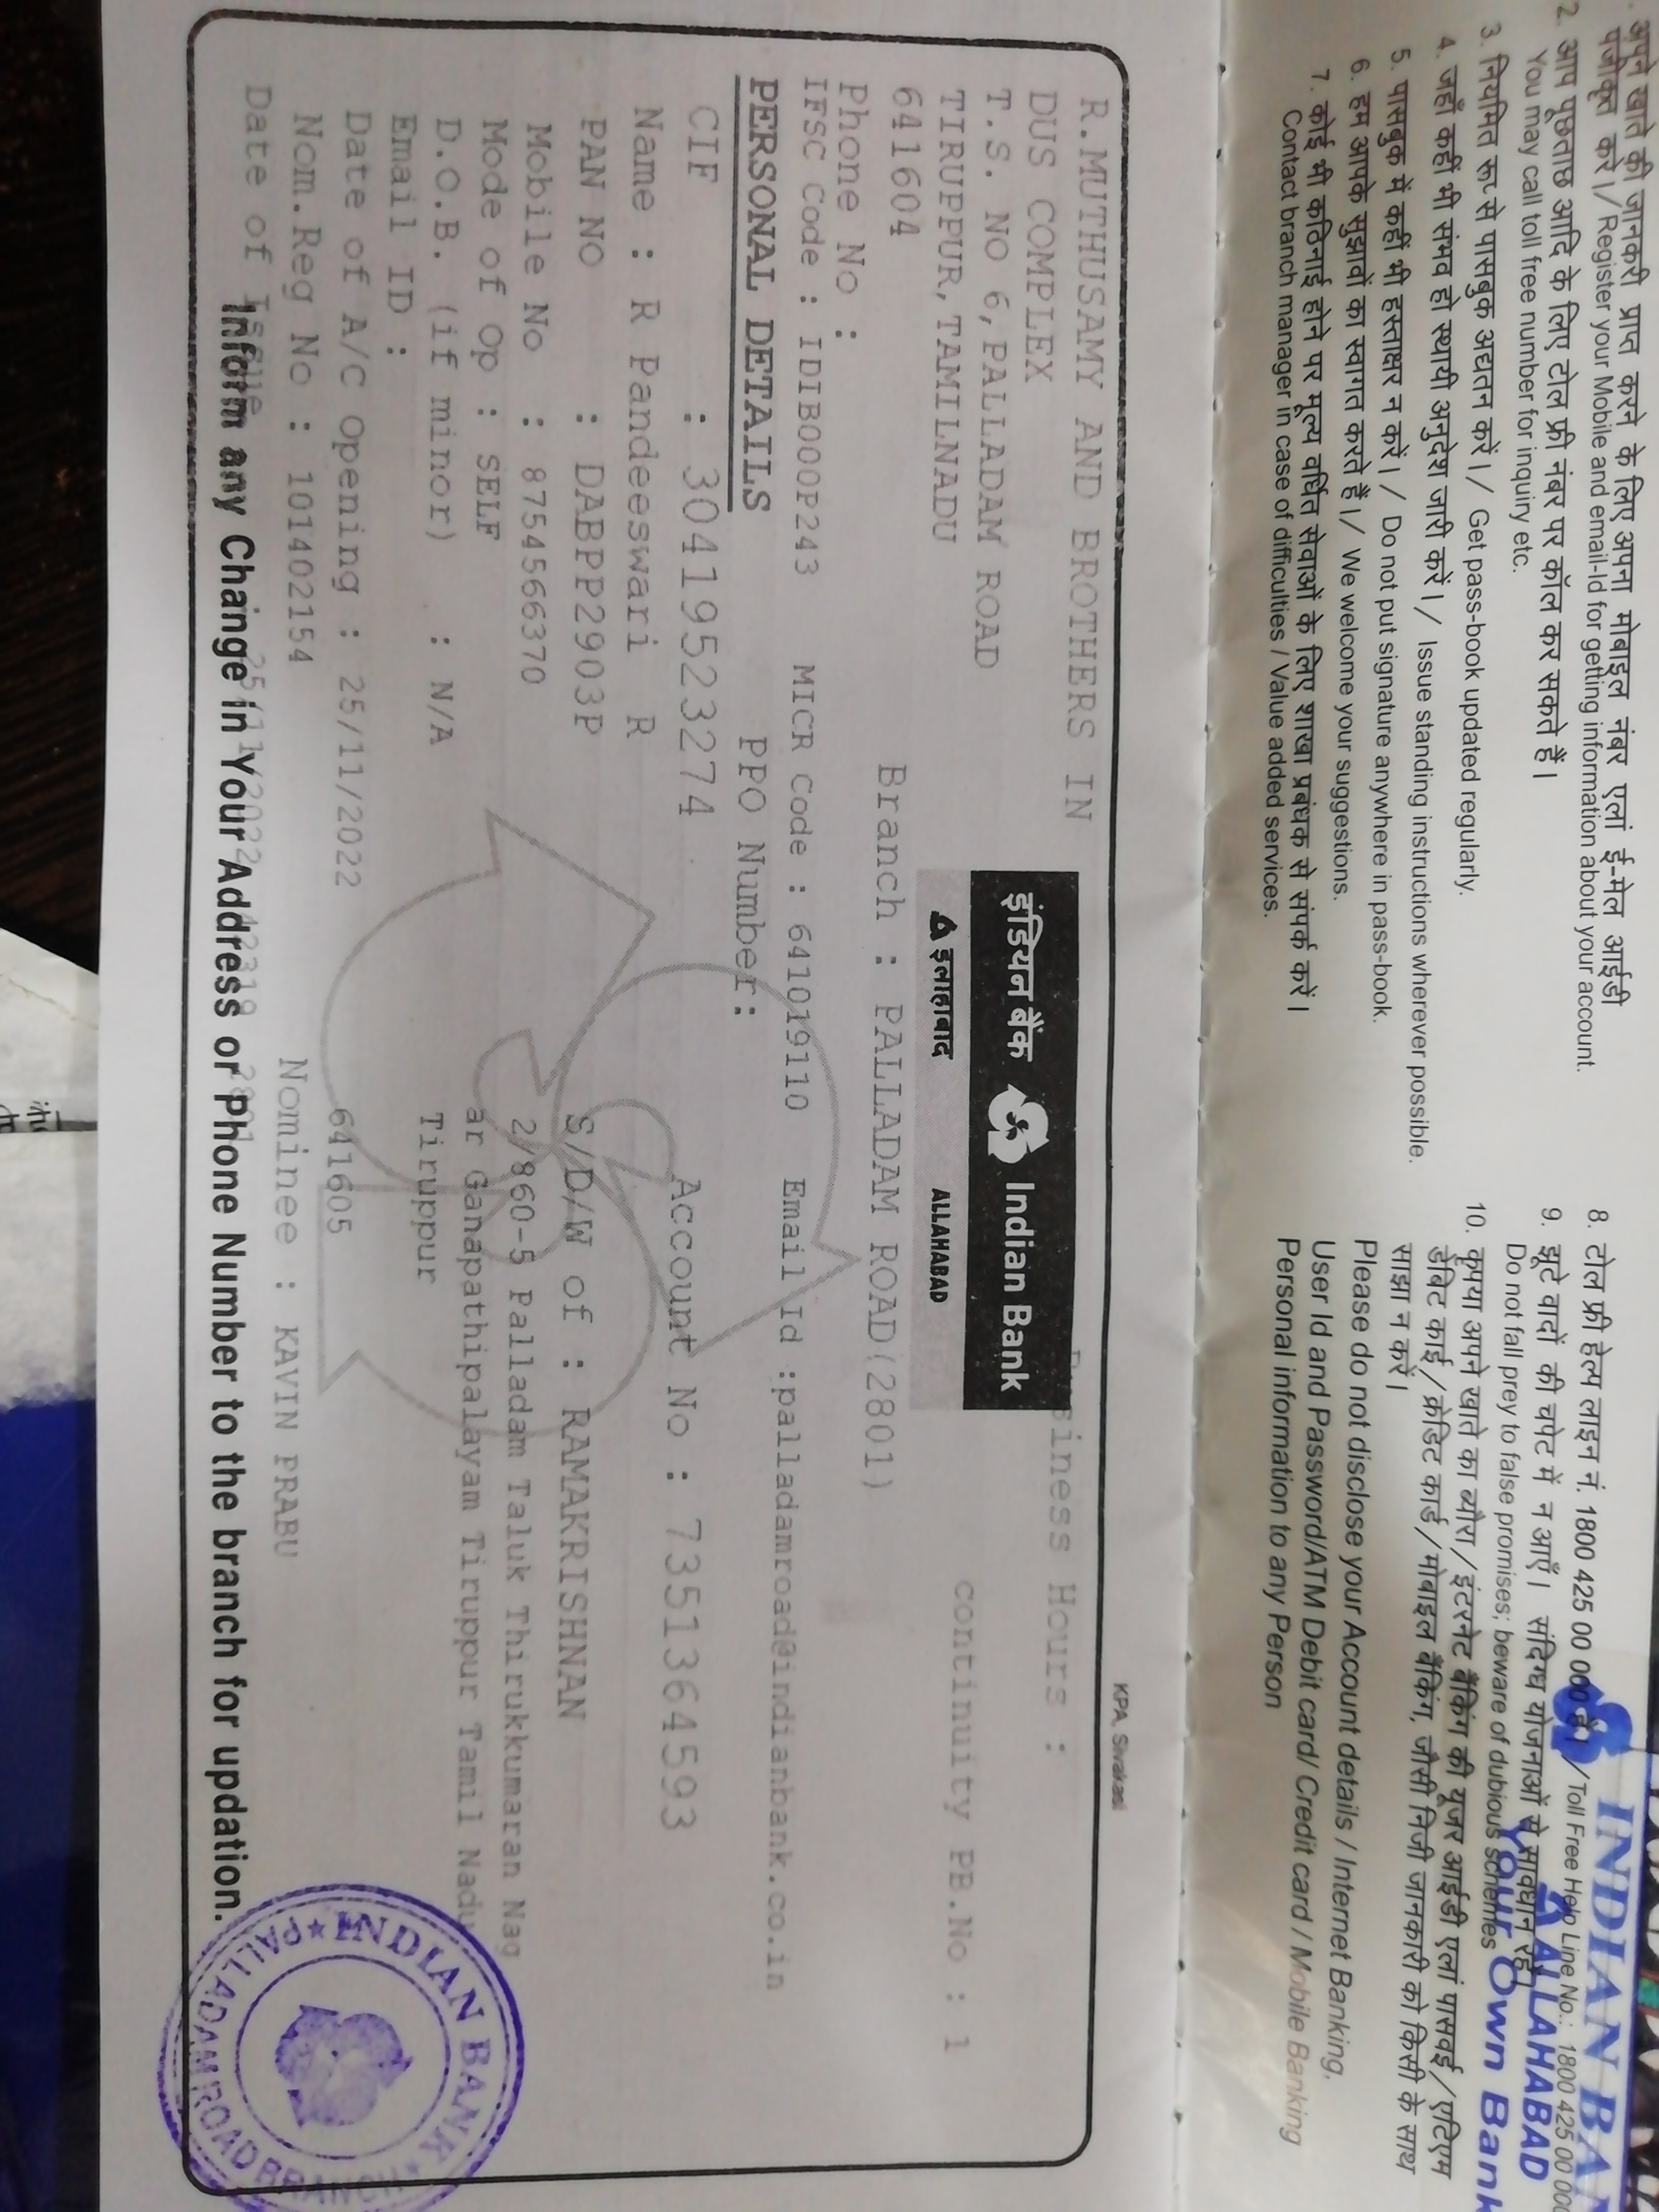 अपने खाते की जानकरी प्राप्त करने के लिए अपना मोबाइल नंबर एलां ई-मेल आईडी
पंजीकृत करें।/ Register your Mobile and email-Id for getting information about your account.
2. आप पूछताछ आदि के लिए टोल फ्री नंबर पर कॉल कर सकते हैं।
You may call toll free number for inquiry etc.
3. नियमित रूप से पासबुक अद्यतन करें।/ Get pass-book updated regularly.
4. जहाँ कहीं भी संभव हो स्थायी अनुदेश जारी करें।/ Issue standing instructions wherever possible.
5. पासबुक में कहीं भी हस्ताक्षर न करें।/ Do not put signature anywhere in pass-book.
6. हम आपके सुझावों का स्वागत करते हैं।/ We welcome your suggestions.
7. कोई भी कठिनाई होने पर मूल्य वर्धित सेवाओं के लिए शाखा प्रबंधक से संपर्क करें।
Contact branch manager in case of difficulties / Value added services.
INDIAN BAN
ALLAHABAD
Your Own Bank
8. टोल फ्री हेल्प लाइन नं. 1800 425 00 000 है। /Toll Free Help Line No.: 1800 425 00 000
9. झूटे वादों की चपेट में न आएँ। संदिग्ध योजनाओं से सावधान रहें।
Do not fall prey to false promises; beware of dubious schemes
10. कृपया अपने खाते का ब्यौरा/इंटरनेट बैंकिंग की यूजर आईडी एलां पासवई/एटिएम
डेबिट काई/क्रेडिट कार्ड/मोबाइल बैंकिंग, जौसी निजी जानकारी को किसी के साथ
साझा न करें।
Please do not disclose your Account details / Internet Banking,
User Id and Password/ATM Debit card/ Credit card / Mobile Banking
Personal information to any Person
KPA, Sivakasi
R.MUTHUSAMY AND BROTHERS IN
DUS COMPLEX
T.S. NO 6,PALLADAM ROAD
TIRUPPUR,TAMILNADU
641604
Phone No :
इंडियन बैंक Indian Bank
इलाहाबाद ALLAHABAD
Business Hours :
continuity PB.No : 1
Branch : PALLADAM ROAD(2801)
IFSC Code : IDIB000P243 MICR Code : 641019110 Email Id :palladamroad@indianbank.co.in
PERSONAL DETAILS PPO Number:
CIF : 30419523274 Account No : 7351364593
Name : R Pandeeswari R
PAN NO : DABPP2903P S/D/W of : RAMAKRISHNAN
Mobile No : 8754566370 2/860-5 Palladam Taluk Thirukkumaran Nag
Mode of Op : SELF ar Ganapathipalayam Tiruppur Tamil Nadu
D.O.B. (if minor) : N/A Tiruppur
Email ID :
Date of A/C Opening : 25/11/2022 641605
Nom.Reg No : 101402154 Nominee : KAVIN PRABU
Date of Issue : 25/11/2022 42319 2801
Inform any Change in Your Address or Phone Number to the branch for updation.
INDIAN BANK
PALLADAM ROAD BRANCH